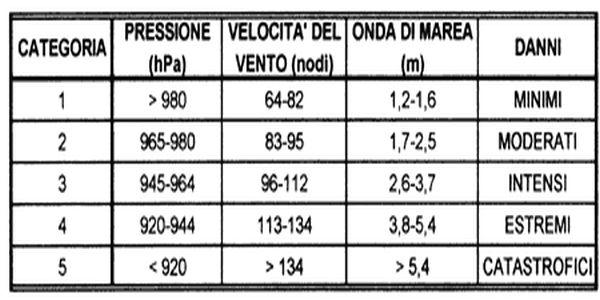 CATEGORIA PRESSIONE (hPa) VELOCITA' DEL VENTO (nodi) ONDA DI MAREA (m) DANNI
1 > 980 64-82 1,2-1,6 MINIMI
2 965-980 83-95 1,7-2,5 MODERATI
3 945-964 96-112 2,6-3,7 INTENSI
4 920-944 113-134 3,8-5,4 ESTREMI
5 < 920 > 134 > 5,4 CATASTROFICI